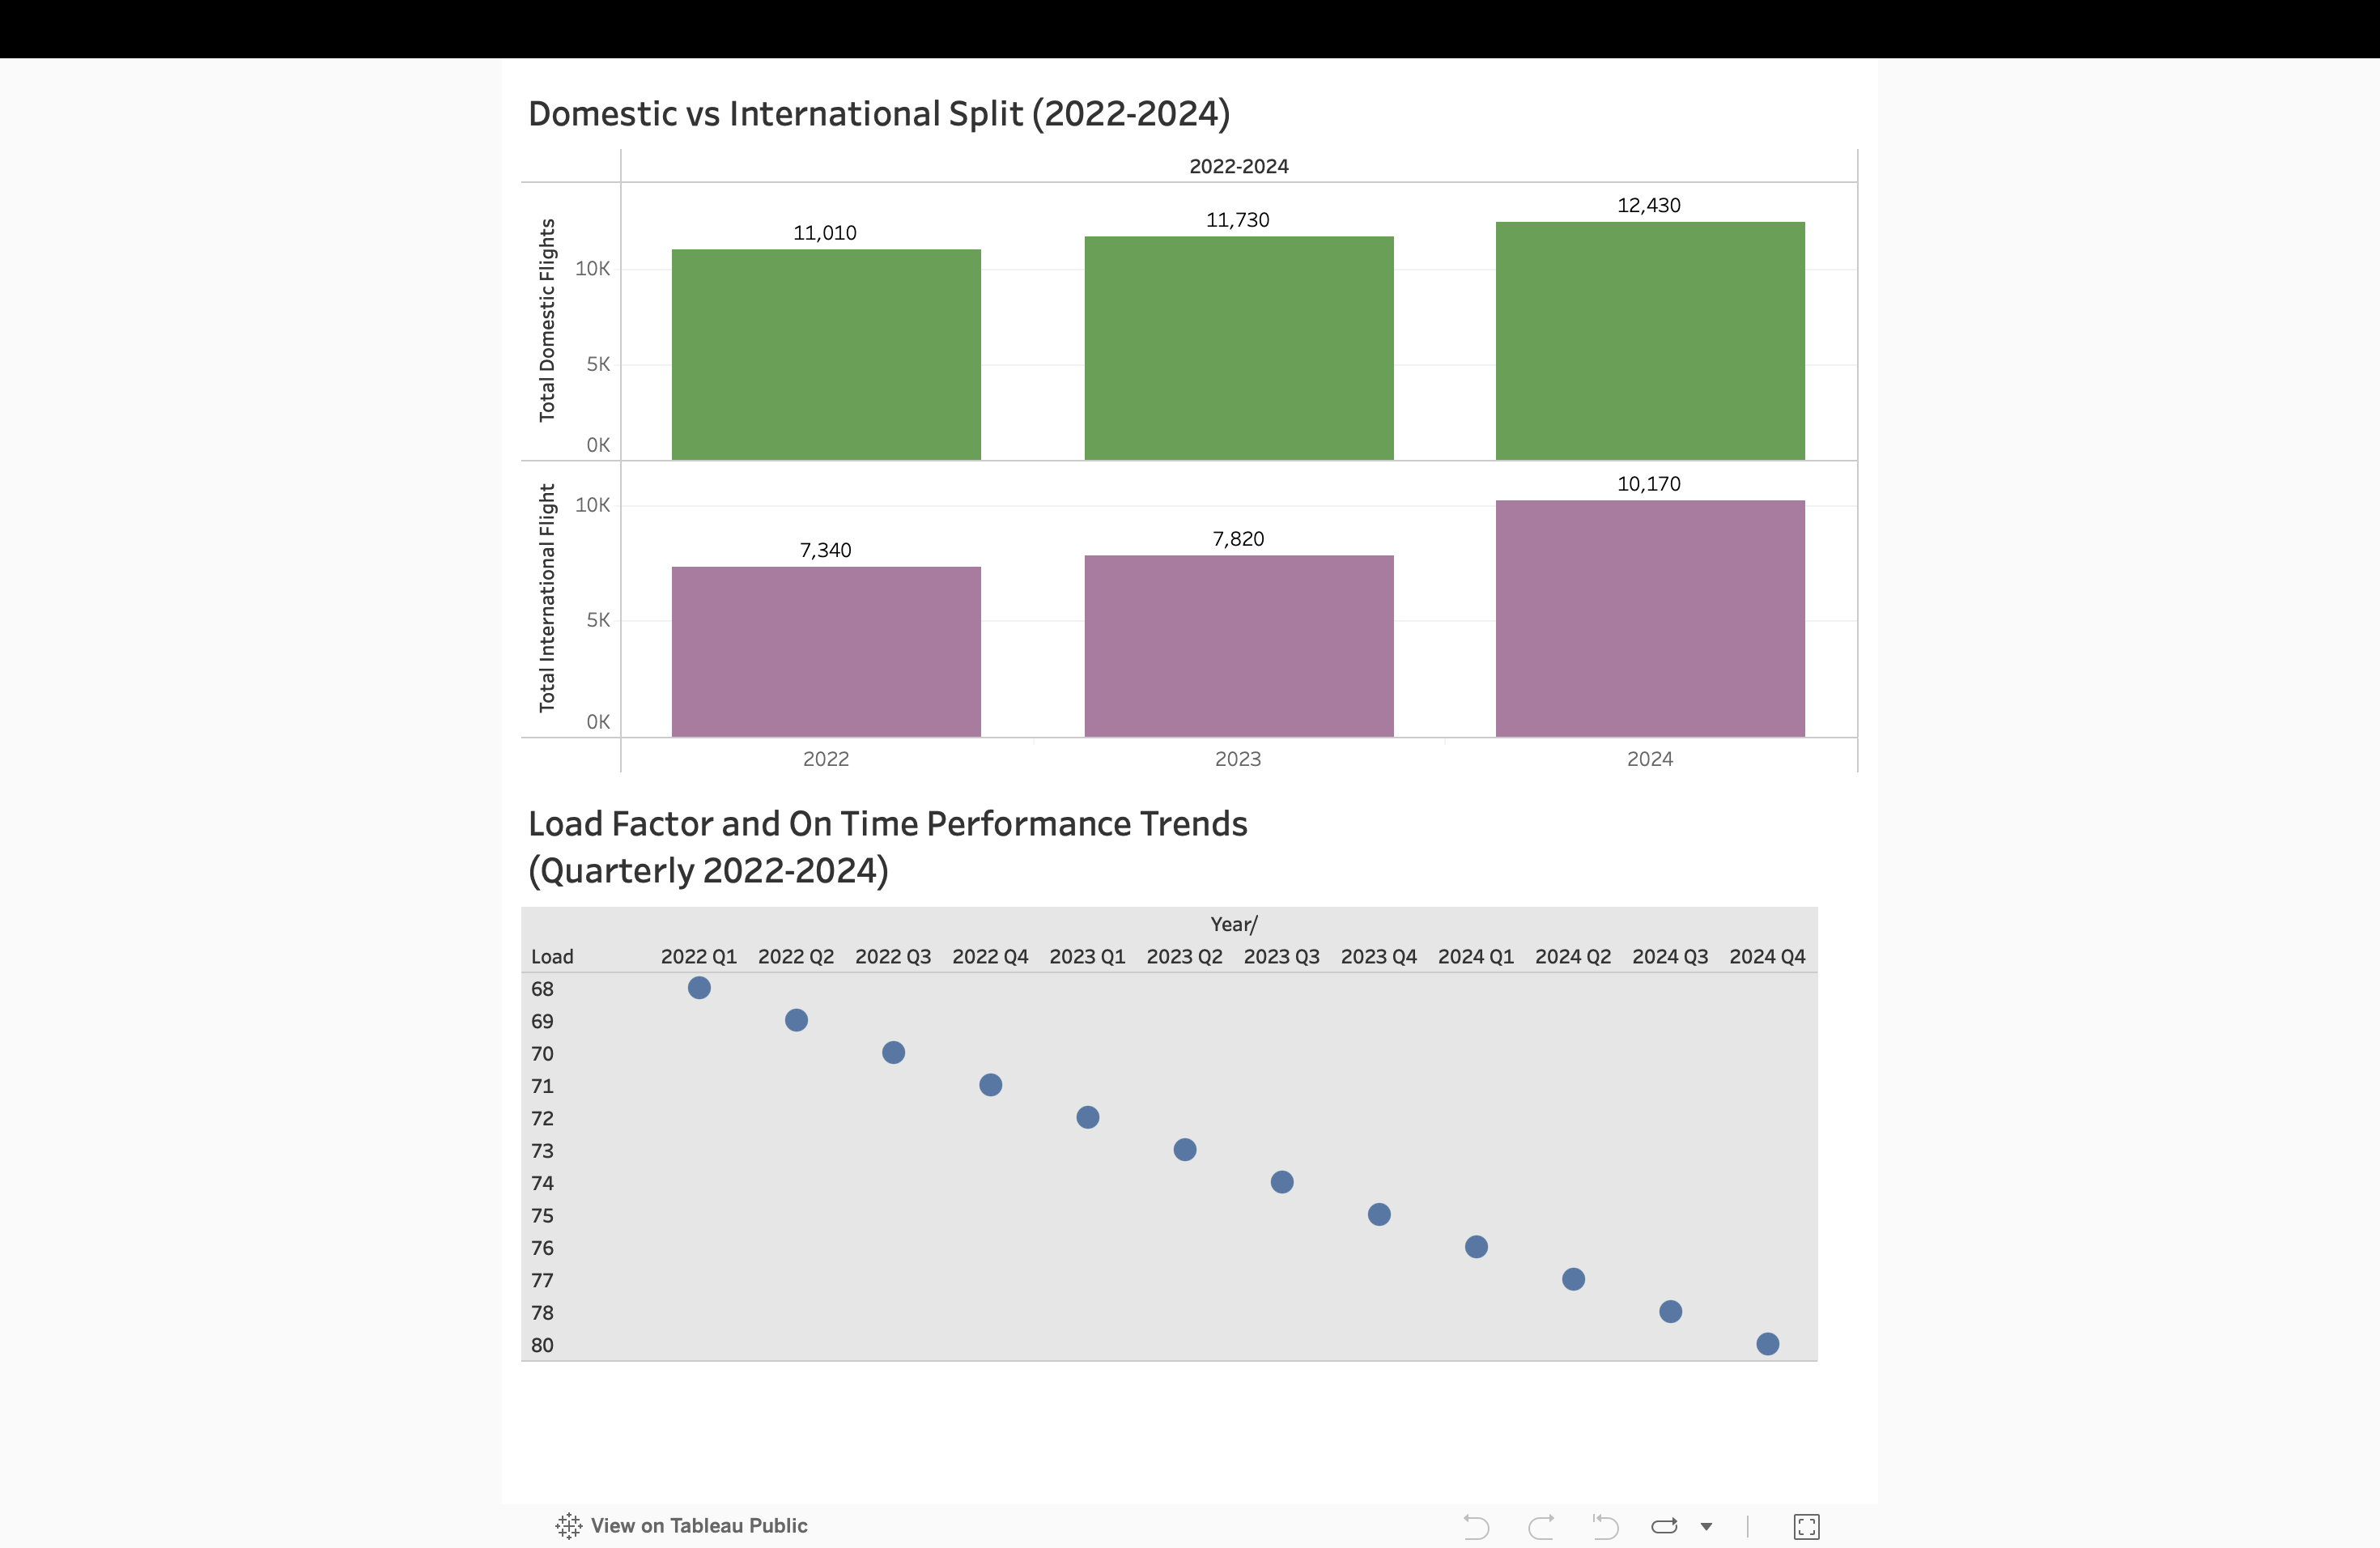 Domestic vs International Split (2022-2024)
2022-2024
Total Domestic Flights
10K
5K
0K
11,010
11,730
12,430
Total International Flight
10K
5K
0K
7,340
7,820
10,170
2022 2023 2024
Load Factor and On Time Performance Trends
(Quarterly 2022-2024)
Year/
Load 2022 Q1 2022 Q2 2022 Q3 2022 Q4 2023 Q1 2023 Q2 2023 Q3 2023 Q4 2024 Q1 2024 Q2 2024 Q3 2024 Q4
68
69
70
71
72
73
74
75
76
77
78
80
View on Tableau Public